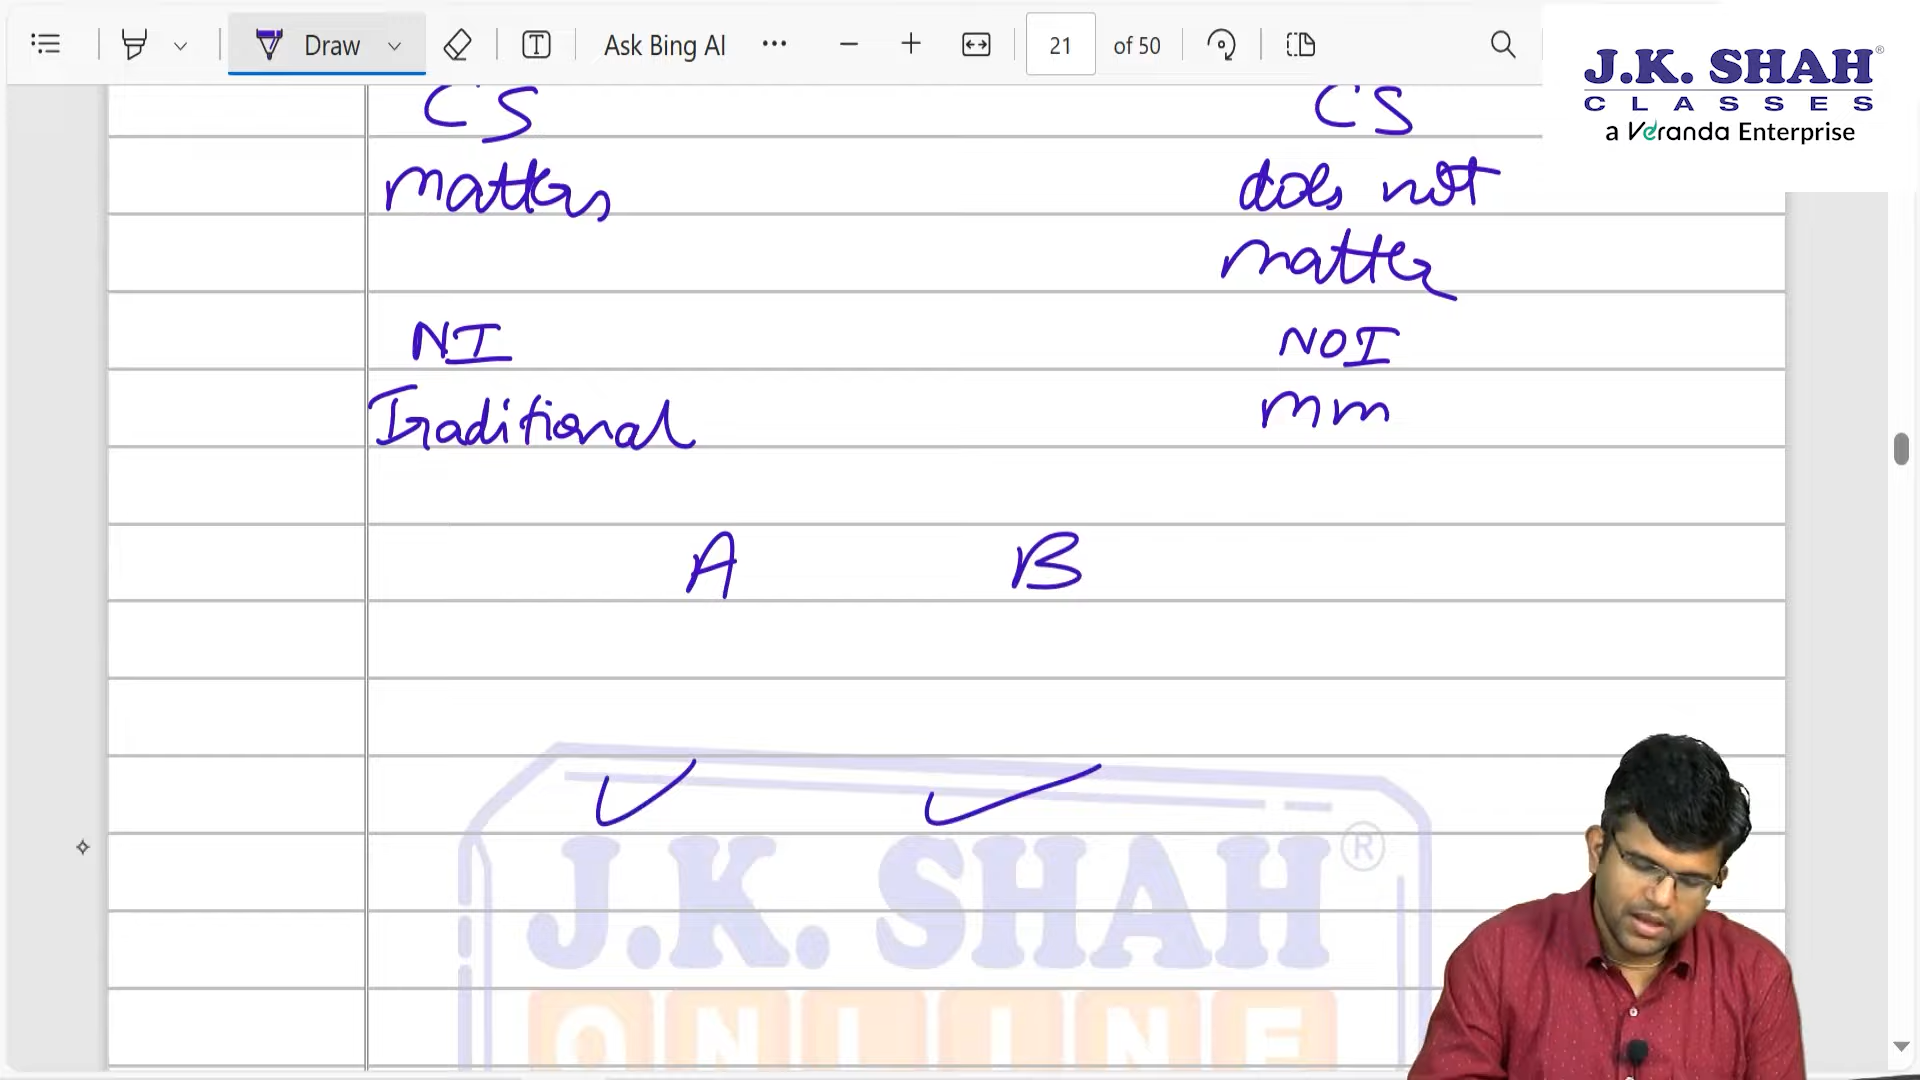 Draw
Ask Bing AI
21 of 50
J.K. SHAH®
CLASSES
a Veranda Enterprise
CS CS
matters does not
matter
NI NOI
Traditional MM
A B
J.K. SHAH®
ONLINE